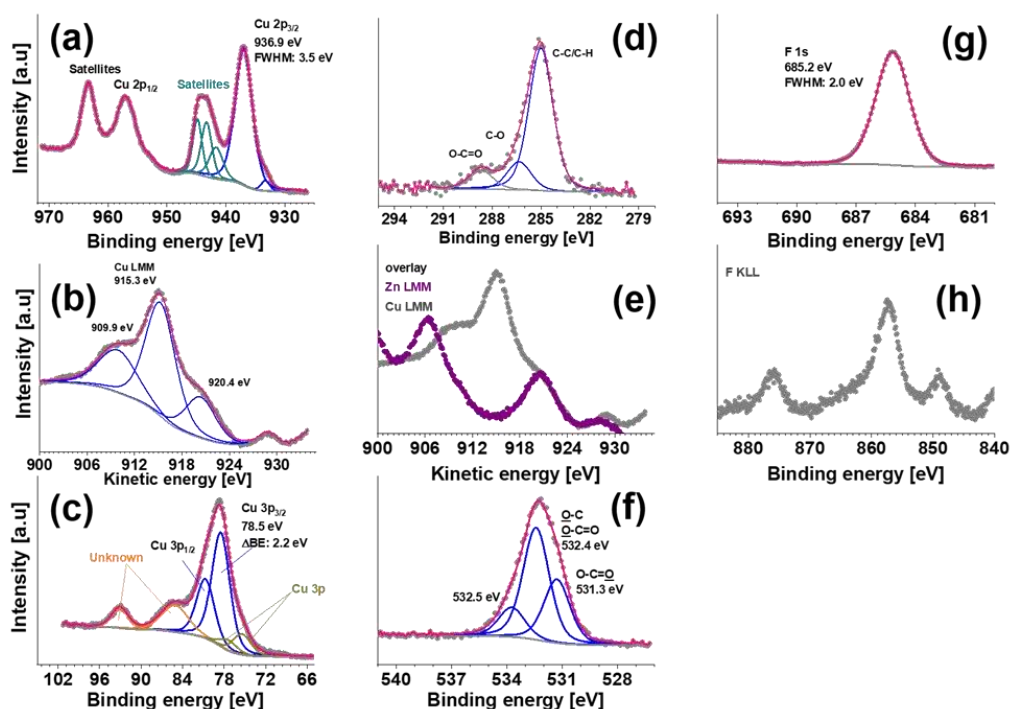 (a)
Cu 2p3/2
936.9 eV
FWHM: 3.5 eV
Satellites
Cu 2p1/2
Satellites
Intensity [a.u]
970 960 950 940 930
Binding energy [eV]
(d)
C-C/C-H
C-O
O-C=O
294 291 288 285 282 279
Binding energy [eV]
(g)
F 1s
685.2 eV
FWHM: 2.0 eV
693 690 687 684 681
Binding energy [eV]
(b)
Cu LMM
915.3 eV
909.9 eV
920.4 eV
Intensity [a.u]
900 906 912 918 924 930
Kinetic energy [eV]
(e)
overlay
Zn LMM
Cu LMM
900 906 912 918 924 930
Kinetic energy [eV]
(h)
F KLL
880 870 860 850 840
Binding energy [eV]
(c)
Cu 3p3/2
78.5 eV
ΔBE: 2.2 eV
Cu 3p1/2
Unknown
Cu 3p
Intensity [a.u]
102 96 90 84 78 72 66
Binding energy [eV]
(f)
O-C
O-C=O
532.4 eV
O-C=O
531.3 eV
532.5 eV
540 537 534 531 528
Binding energy [eV]